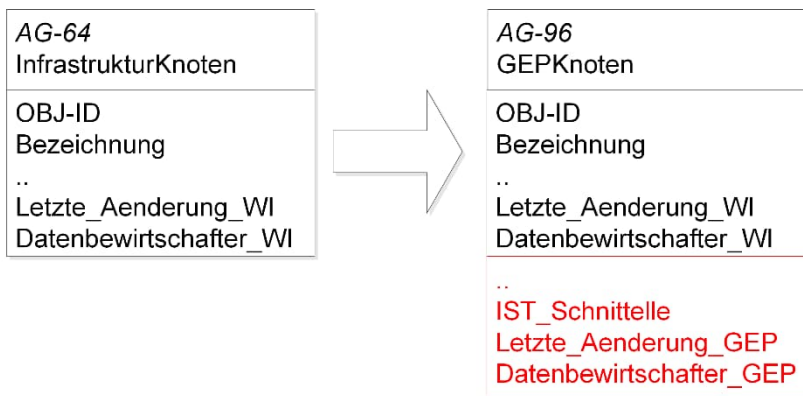 AG-64
InfrastrukturKnoten
OBJ-ID
Bezeichnung
..
Letzte_Aenderung_WI
Datenbewirtschafter_WI
AG-96
GEPKnoten
OBJ-ID
Bezeichnung
..
Letzte_Aenderung_WI
Datenbewirtschafter_WI
..
IST_Schnittelle
Letzte_Aenderung_GEP
Datenbewirtschafter_GEP